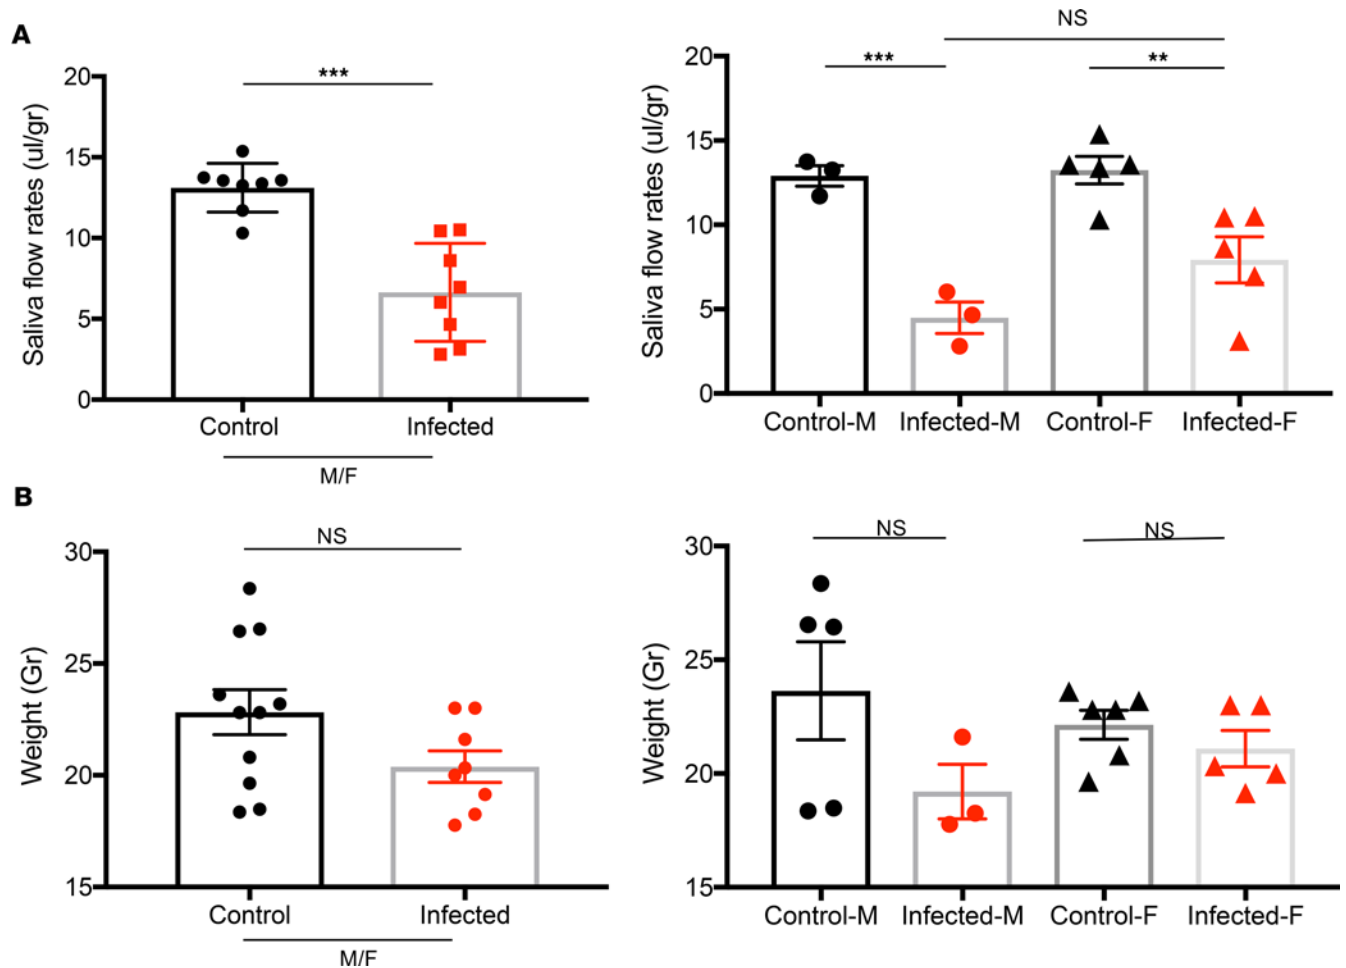 A
Saliva flow rates (ul/gr)
20
15
10
5
0
***
Control
Infected
M/F
Saliva flow rates (ul/gr)
20
15
10
5
0
NS
***
**
Control-M
Infected-M
Control-F
Infected-F
B
Weight (Gr)
30
25
20
15
NS
Control
Infected
M/F
Weight (Gr)
30
25
20
15
NS
NS
Control-M
Infected-M
Control-F
Infected-F